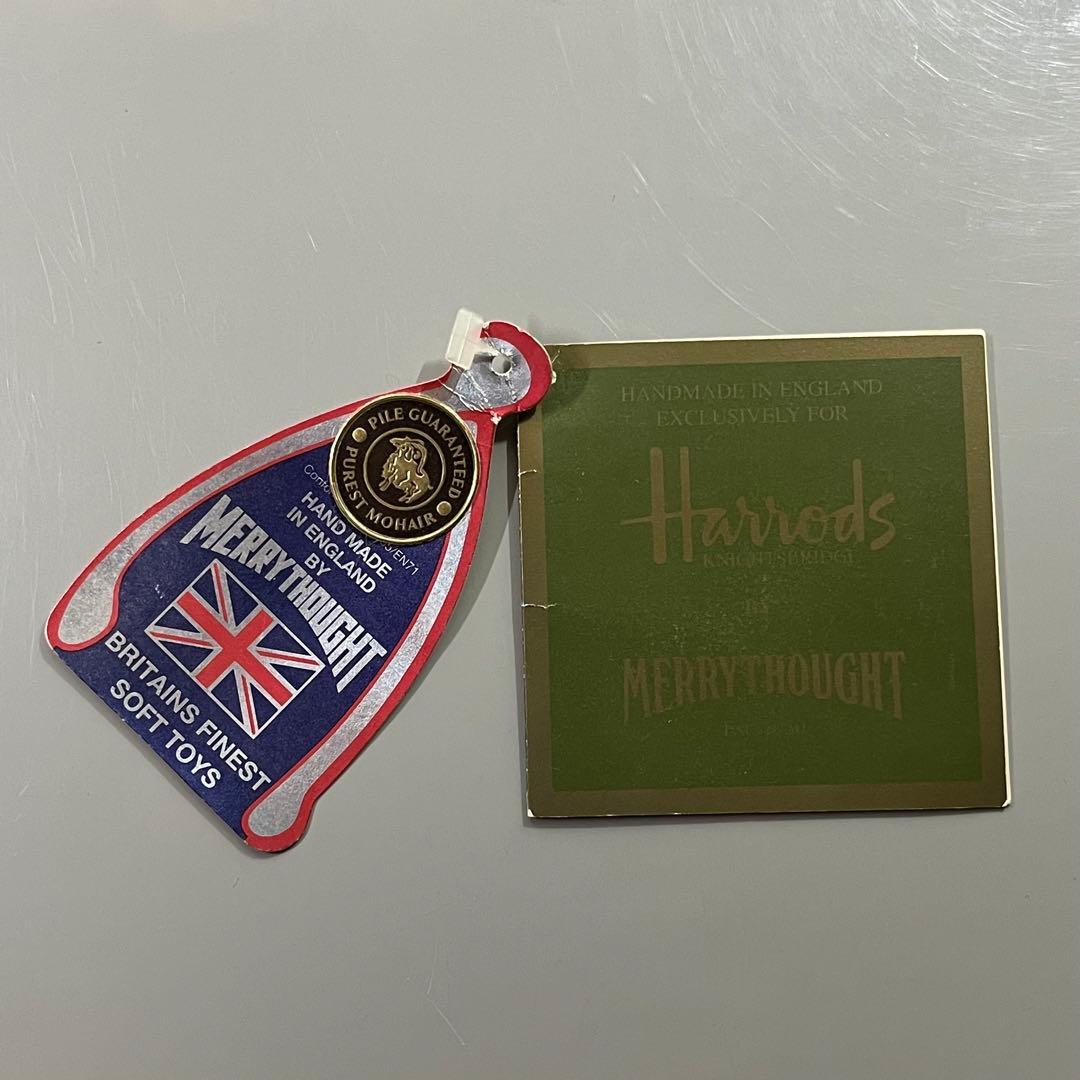 PILE GUARANTEED
PUREST MOHAIR
HAND MADE
IN ENGLAND
BY
MERRYTHOUGHT
BRITAINS FINEST
SOFT TOYS
HANDMADE IN ENGLAND
EXCLUSIVELY FOR
Harrods
KNIGHTSBRIDGE
BY
MERRYTHOUGHT